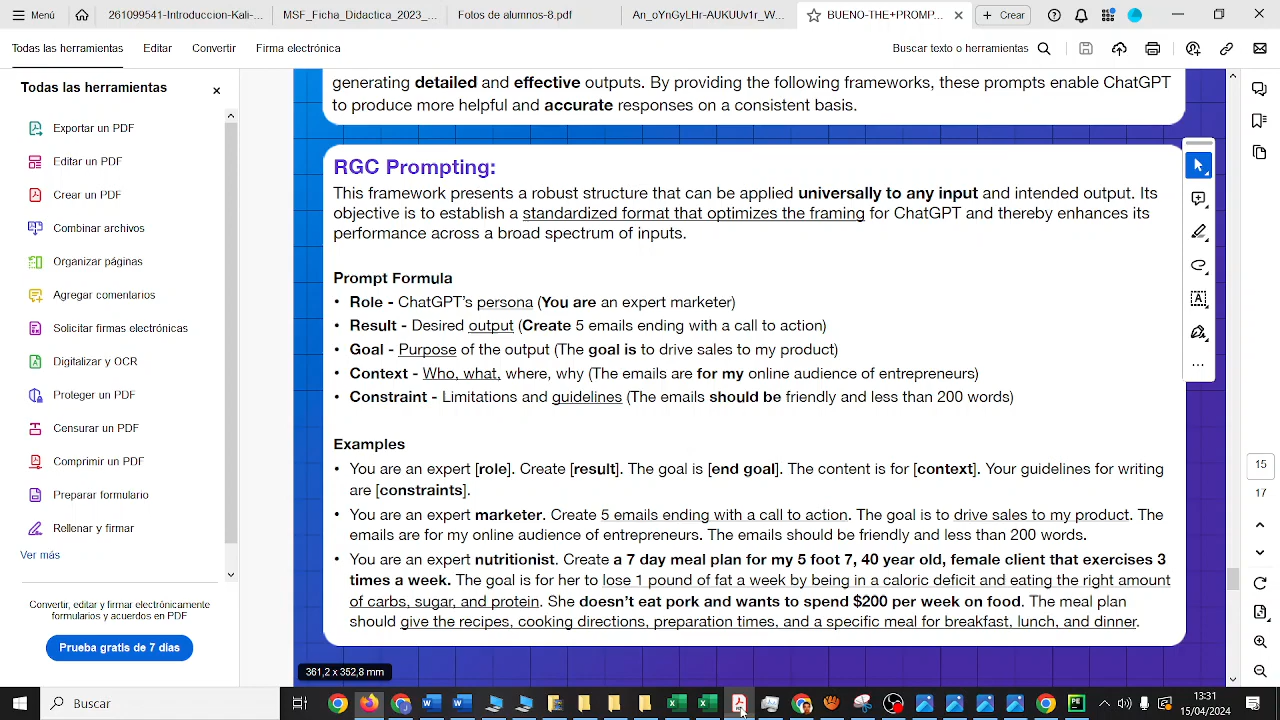 Menú
261099541-Introduccion-Kali-...
MSF_Ficha_Didactica_2023_...
Fotos de alumnos-8.pdf
An_oYnGyLHr-AUKUUv1r_W...
BUENO-THE+PROMP...
Crear
Todas las herramientas
Editar
Convertir
Firma electrónica
Buscar texto o herramientas
Todas las herramientas
Exportar un PDF
Editar un PDF
Crear un PDF
Combinar archivos
Organizar páginas
Agregar comentarios
Solicitar firmas electrónicas
Digitalizar y OCR
Proteger un PDF
Censurar un PDF
Comprimir un PDF
Preparar formulario
Rellenar y firmar
Ver más
Convertir, editar y firmar electrónicamente
formularios y acuerdos en PDF
Prueba gratis de 7 días
generating detailed and effective outputs. By providing the following frameworks, these prompts enable ChatGPT
to produce more helpful and accurate responses on a consistent basis.
RGC Prompting:
This framework presents a robust structure that can be applied universally to any input and intended output. Its
objective is to establish a standardized format that optimizes the framing for ChatGPT and thereby enhances its
performance across a broad spectrum of inputs.
Prompt Formula
• Role - ChatGPT's persona (You are an expert marketer)
• Result - Desired output (Create 5 emails ending with a call to action)
• Goal - Purpose of the output (The goal is to drive sales to my product)
• Context - Who, what, where, why (The emails are for my online audience of entrepreneurs)
• Constraint - Limitations and guidelines (The emails should be friendly and less than 200 words)
Examples
• You are an expert [role]. Create [result]. The goal is [end goal]. The content is for [context]. Your guidelines for writing
are [constraints].
• You are an expert marketer. Create 5 emails ending with a call to action. The goal is to drive sales to my product. The
emails are for my online audience of entrepreneurs. The emails should be friendly and less than 200 words.
• You are an expert nutritionist. Create a 7 day meal plan for my 5 foot 7, 40 year old, female client that exercises 3
times a week. The goal is for her to lose 1 pound of fat a week by being in a caloric deficit and eating the right amount
of carbs, sugar, and protein. She doesn't eat pork and wants to spend $200 per week on food. The meal plan
should give the recipes, cooking directions, preparation times, and a specific meal for breakfast, lunch, and dinner.
361,2 x 352,8 mm
15
17
Buscar
13:31
15/04/2024